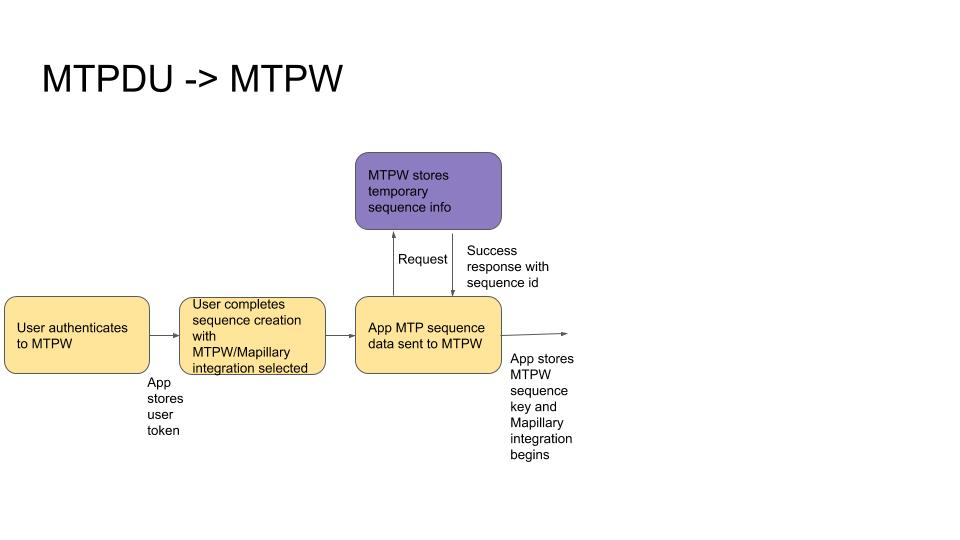 MTPDU -> MTPW
MTPW stores
temporary
sequence info
Request
Success
response with
sequence id
User authenticates
to MTPW
User completes
sequence creation
with
MTPW/Mapillary
integration selected
App MTP sequence
data sent to MTPW
App
stores
user
token
App stores
MTPW
sequence
key and
Mapillary
integration
begins